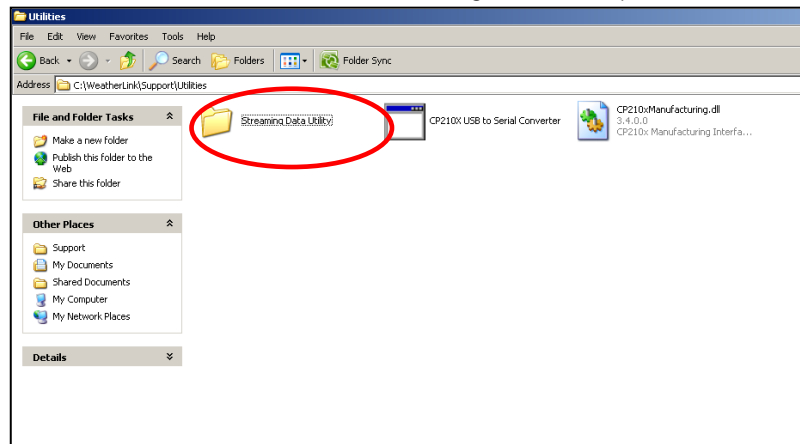 Utilities
File Edit View Favorites Tools Help
Back Search Folders Folder Sync
Address C:\WeatherLink\Support\Utilities
File and Folder Tasks
Make a new folder
Publish this folder to the
Web
Share this folder
Other Places
Support
My Documents
Shared Documents
My Computer
My Network Places
Details
Streaming Data Utility
CP210X USB to Serial Converter
CP210xManufacturing.dll
3.4.0.0
CP210x Manufacturing Interfa...